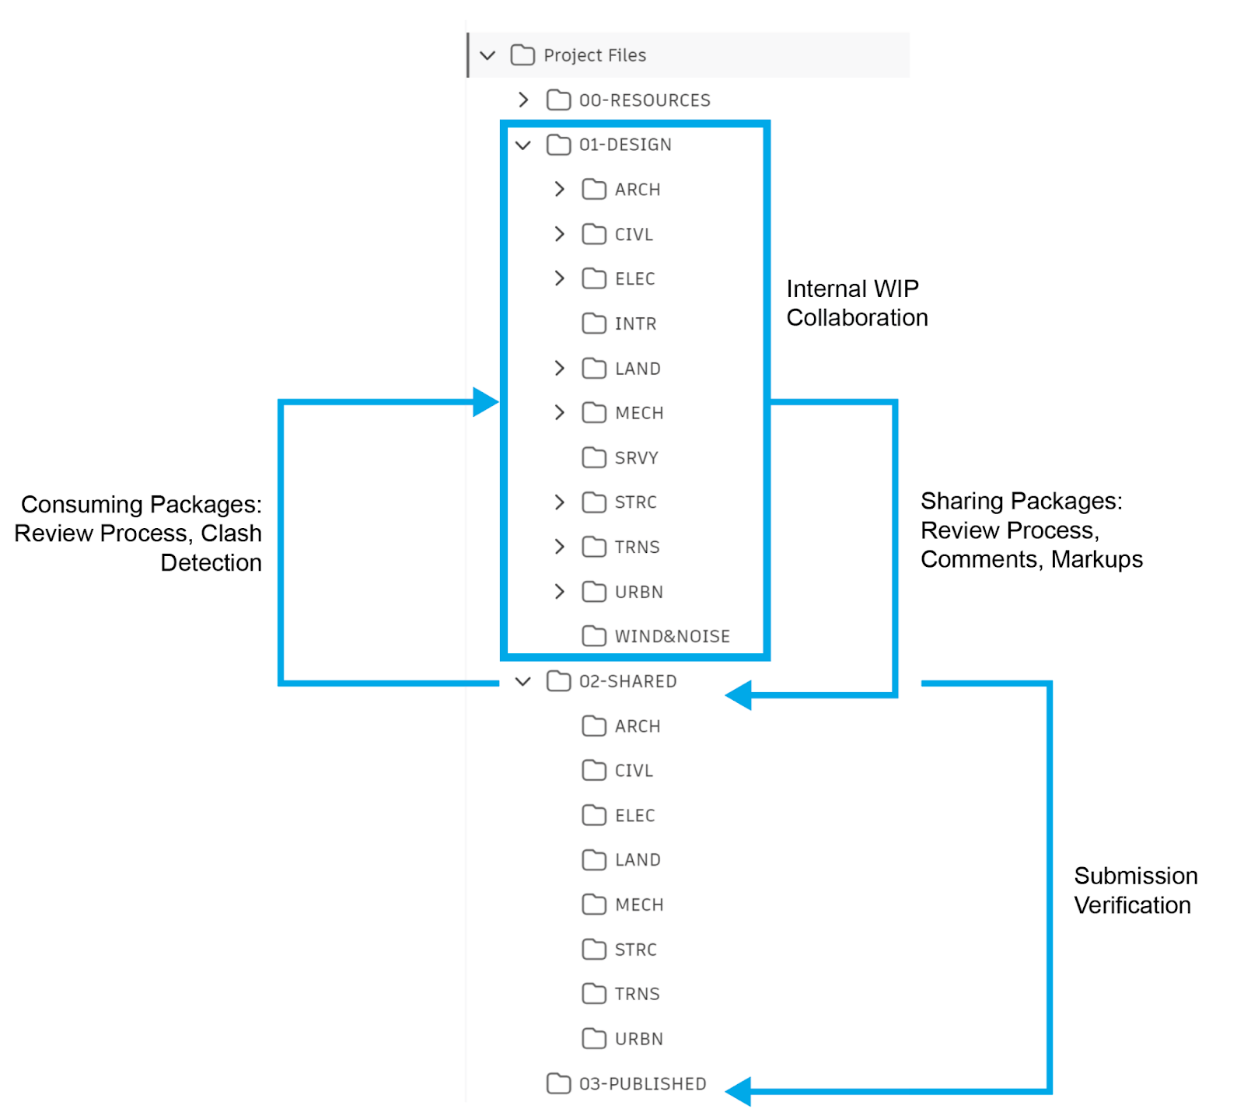 Project Files
00-RESOURCES
01-DESIGN
ARCH
CIVL
ELEC
INTR
LAND
MECH
SRVY
STRC
TRNS
URBN
WIND&NOISE
02-SHARED
ARCH
CIVL
ELEC
LAND
MECH
STRC
TRNS
URBN
03-PUBLISHED
Internal WIP
Collaboration
Consuming Packages:
Review Process, Clash
Detection
Sharing Packages:
Review Process,
Comments, Markups
Submission
Verification